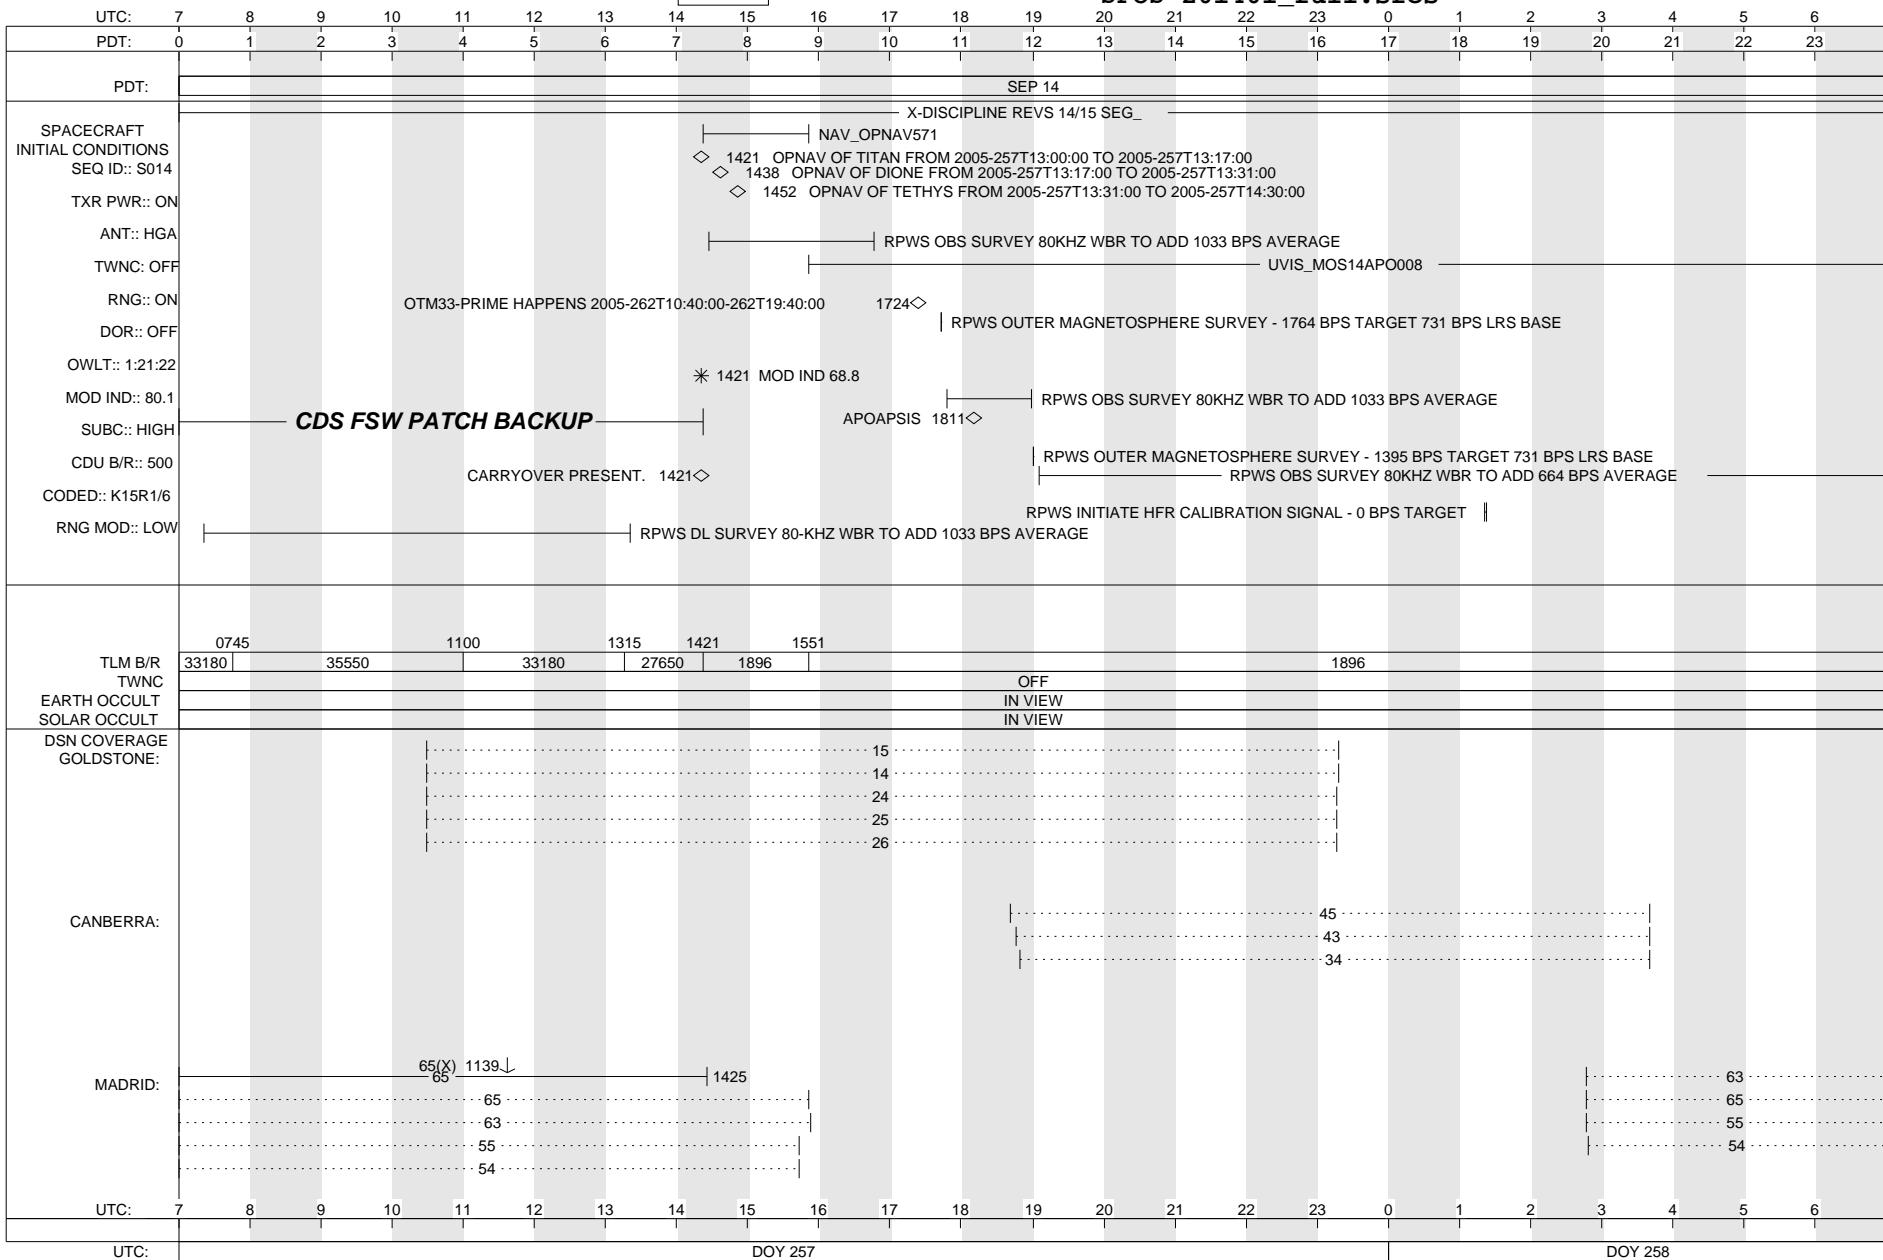 UTC: 7 8 9 10 11 12 13 14 15 16 17 18 19 20 21 22 23 0 1 2 3 4 5 6
PDT: 0 1 2 3 4 5 6 7 8 9 10 11 12 13 14 15 16 17 18 19 20 21 22 23
PDT: SEP 14
X-DISCIPLINE REVS 14/15 SEG_
SPACECRAFT
INITIAL CONDITIONS
SEQ ID:: S014
TXR PWR:: ON
ANT:: HGA
TWNC: OFF
RNG:: ON
DOR:: OFF
OWLT:: 1:21:22
MOD IND:: 80.1
SUBC:: HIGH
CDU B/R:: 500
CODED:: K15R1/6
RNG MOD:: LOW
NAV_OPNAV571
1421 OPNAV OF TITAN FROM 2005-257T13:00:00 TO 2005-257T13:17:00
1438 OPNAV OF DIONE FROM 2005-257T13:17:00 TO 2005-257T13:31:00
1452 OPNAV OF TETHYS FROM 2005-257T13:31:00 TO 2005-257T14:30:00
RPWS OBS SURVEY 80KHZ WBR TO ADD 1033 BPS AVERAGE
UVIS_MOS14APO008
OTM33-PRIME HAPPENS 2005-262T10:40:00-262T19:40:00 1724
RPWS OUTER MAGNETOSPHERE SURVEY - 1764 BPS TARGET 731 BPS LRS BASE
1421 MOD IND 68.8
RPWS OBS SURVEY 80KHZ WBR TO ADD 1033 BPS AVERAGE
CDS FSW PATCH BACKUP
APOAPSIS 1811
RPWS OUTER MAGNETOSPHERE SURVEY - 1395 BPS TARGET 731 BPS LRS BASE
CARRYOVER PRESENT. 1421
RPWS OBS SURVEY 80KHZ WBR TO ADD 664 BPS AVERAGE
RPWS INITIATE HFR CALIBRATION SIGNAL - 0 BPS TARGET
RPWS DL SURVEY 80-KHZ WBR TO ADD 1033 BPS AVERAGE
0745 1100 1315 1421 1551
TLM B/R 33180 35550 33180 27650 1896 1896
TWNC OFF
EARTH OCCULT IN VIEW
SOLAR OCCULT IN VIEW
DSN COVERAGE
GOLDSTONE:
15
14
24
25
26
CANBERRA:
45
43
34
MADRID:
65(X) 1139
65 1425 63
65 65
63 55
55 54
54
UTC: 7 8 9 10 11 12 13 14 15 16 17 18 19 20 21 22 23 0 1 2 3 4 5 6
UTC: DOY 257 DOY 258